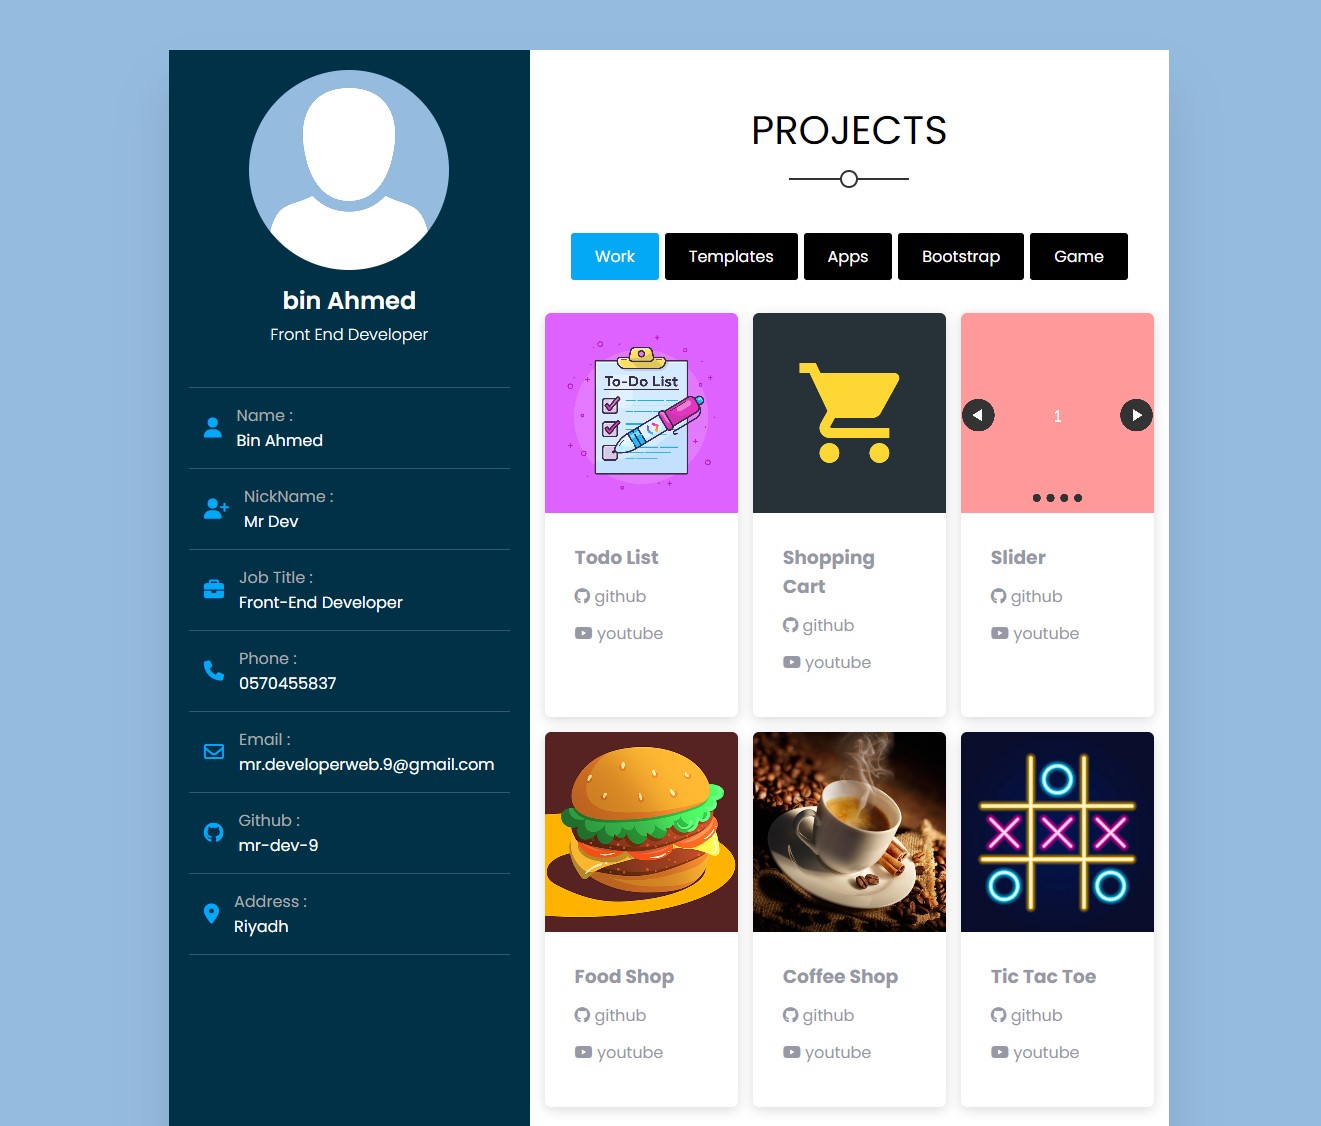 bin Ahmed
Front End Developer
Name :
Bin Ahmed
NickName :
Mr Dev
Job Title :
Front-End Developer
Phone :
0570455837
Email :
mr.developerweb.9@gmail.com
Github :
mr-dev-9
Address :
Riyadh
PROJECTS
Work Templates Apps Bootstrap Game
To-Do List
1
Todo List
github
youtube
Shopping
Cart
github
youtube
Slider
github
youtube
Food Shop
github
youtube
Coffee Shop
github
youtube
Tic Tac Toe
github
youtube